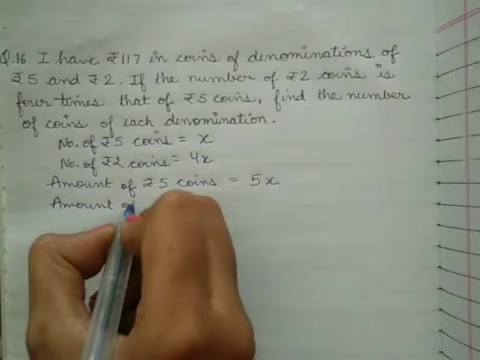 Q.16 I have ₹117 in coins of denominations of
₹5 and ₹2. If the number of ₹2 coins is
four times that of ₹5 coins, find the number
of coins of each denomination.
No. of ₹5 coins = x
No. of ₹2 coins = 4x
Amount of ₹5 coins = 5x
Amount of